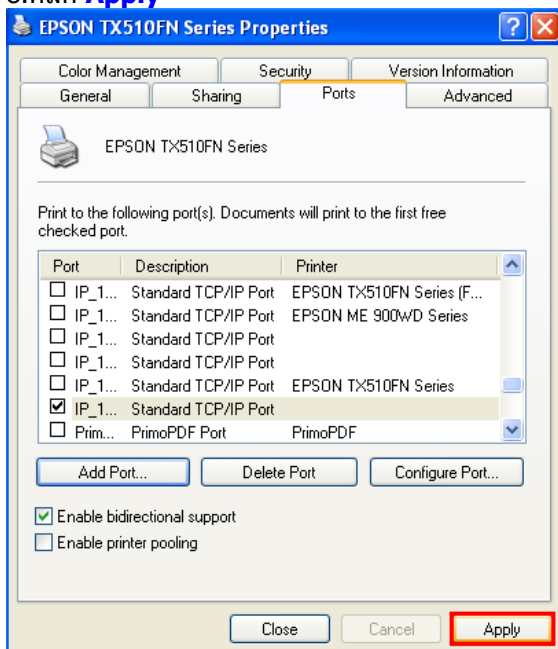 Apply
EPSON TX510FN Series Properties
Color Management Security Version Information
General Sharing Ports Advanced
EPSON TX510FN Series
Print to the following port(s). Documents will print to the first free
checked port.
Port Description Printer
IP_1... Standard TCP/IP Port EPSON TX510FN Series (F...
IP_1... Standard TCP/IP Port EPSON ME 900WD Series
IP_1... Standard TCP/IP Port
IP_1... Standard TCP/IP Port
IP_1... Standard TCP/IP Port EPSON TX510FN Series
IP_1... Standard TCP/IP Port
Prim... PrimoPDF Port PrimoPDF
Add Port... Delete Port Configure Port...
Enable bidirectional support
Enable printer pooling
Close Cancel Apply